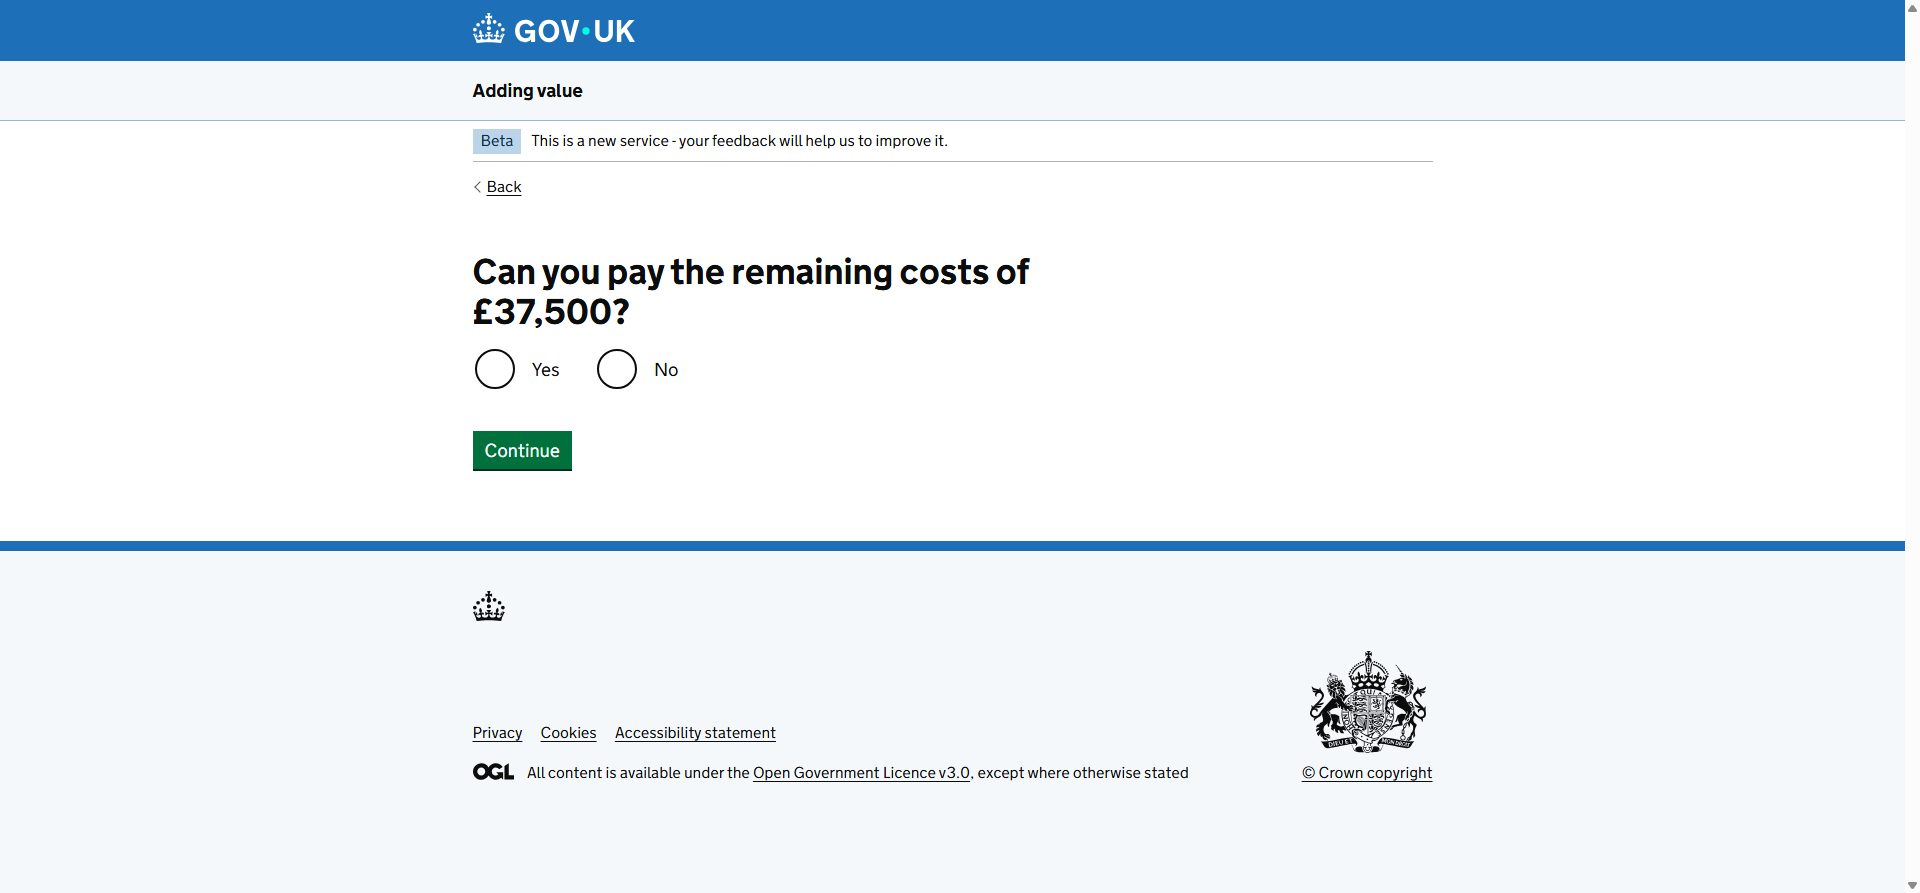 GOV·UK
Adding value
Beta This is a new service - your feedback will help us to improve it.
Back
Can you pay the remaining costs of
£37,500?
Yes No
Continue
Privacy Cookies Accessibility statement
OGL All content is available under the Open Government Licence v3.0, except where otherwise stated
© Crown copyright